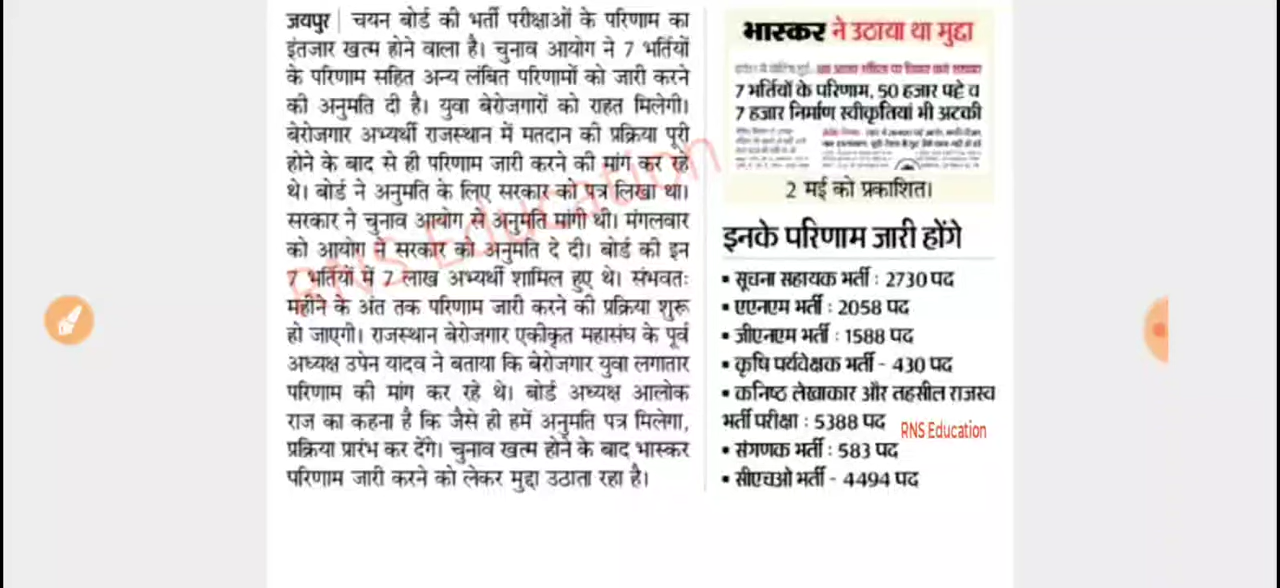 जयपुर | चयन बोर्ड की भर्ती परीक्षाओं के परिणाम का
इंतजार खत्म होने वाला है। चुनाव आयोग ने 7 भर्तियों
के परिणाम सहित अन्य लंबित परिणामों को जारी करने
की अनुमति दी है। युवा बेरोजगारों को राहत मिलेगी।
बेरोजगार अभ्यर्थी राजस्थान में मतदान की प्रक्रिया पूरी
होने के बाद से ही परिणाम जारी करने की मांग कर रहे
थे। बोर्ड ने अनुमति के लिए सरकार को पत्र लिखा था।
सरकार ने चुनाव आयोग से अनुमति मांगी थी। मंगलवार
को आयोग ने सरकार को अनुमति दे दी। बोर्ड की इन
7 भर्तियों में 7 लाख अभ्यर्थी शामिल हुए थे। संभवतः
महीने के अंत तक परिणाम जारी करने की प्रक्रिया शुरू
हो जाएगी। राजस्थान बेरोजगार एकीकृत महासंघ के पूर्व
अध्यक्ष उपेन यादव ने बताया कि बेरोजगार युवा लगातार
परिणाम की मांग कर रहे थे। बोर्ड अध्यक्ष आलोक
राज का कहना है कि जैसे ही हमें अनुमति पत्र मिलेगा,
प्रक्रिया प्रारंभ कर देंगे। चुनाव खत्म होने के बाद भास्कर
परिणाम जारी करने को लेकर मुद्दा उठाता रहा है।
RNS Education
भास्कर ने उठाया था मुद्दा
7 भर्तियों के परिणाम, 50 हजार पट्टे व
7 हजार निर्माण स्वीकृतियां भी अटकी
2 मई को प्रकाशित।
इनके परिणाम जारी होंगे
▪ सूचना सहायक भर्ती : 2730 पद
▪ एएनएम भर्ती : 2058 पद
▪ जीएनएम भर्ती : 1588 पद
▪ कृषि पर्यवेक्षक भर्ती - 430 पद
▪ कनिष्ठ लेखाकार और तहसील राजस्व
भर्ती परीक्षा : 5388 पद
RNS Education
▪ संगणक भर्ती : 583 पद
▪ सीएचओ भर्ती - 4494 पद